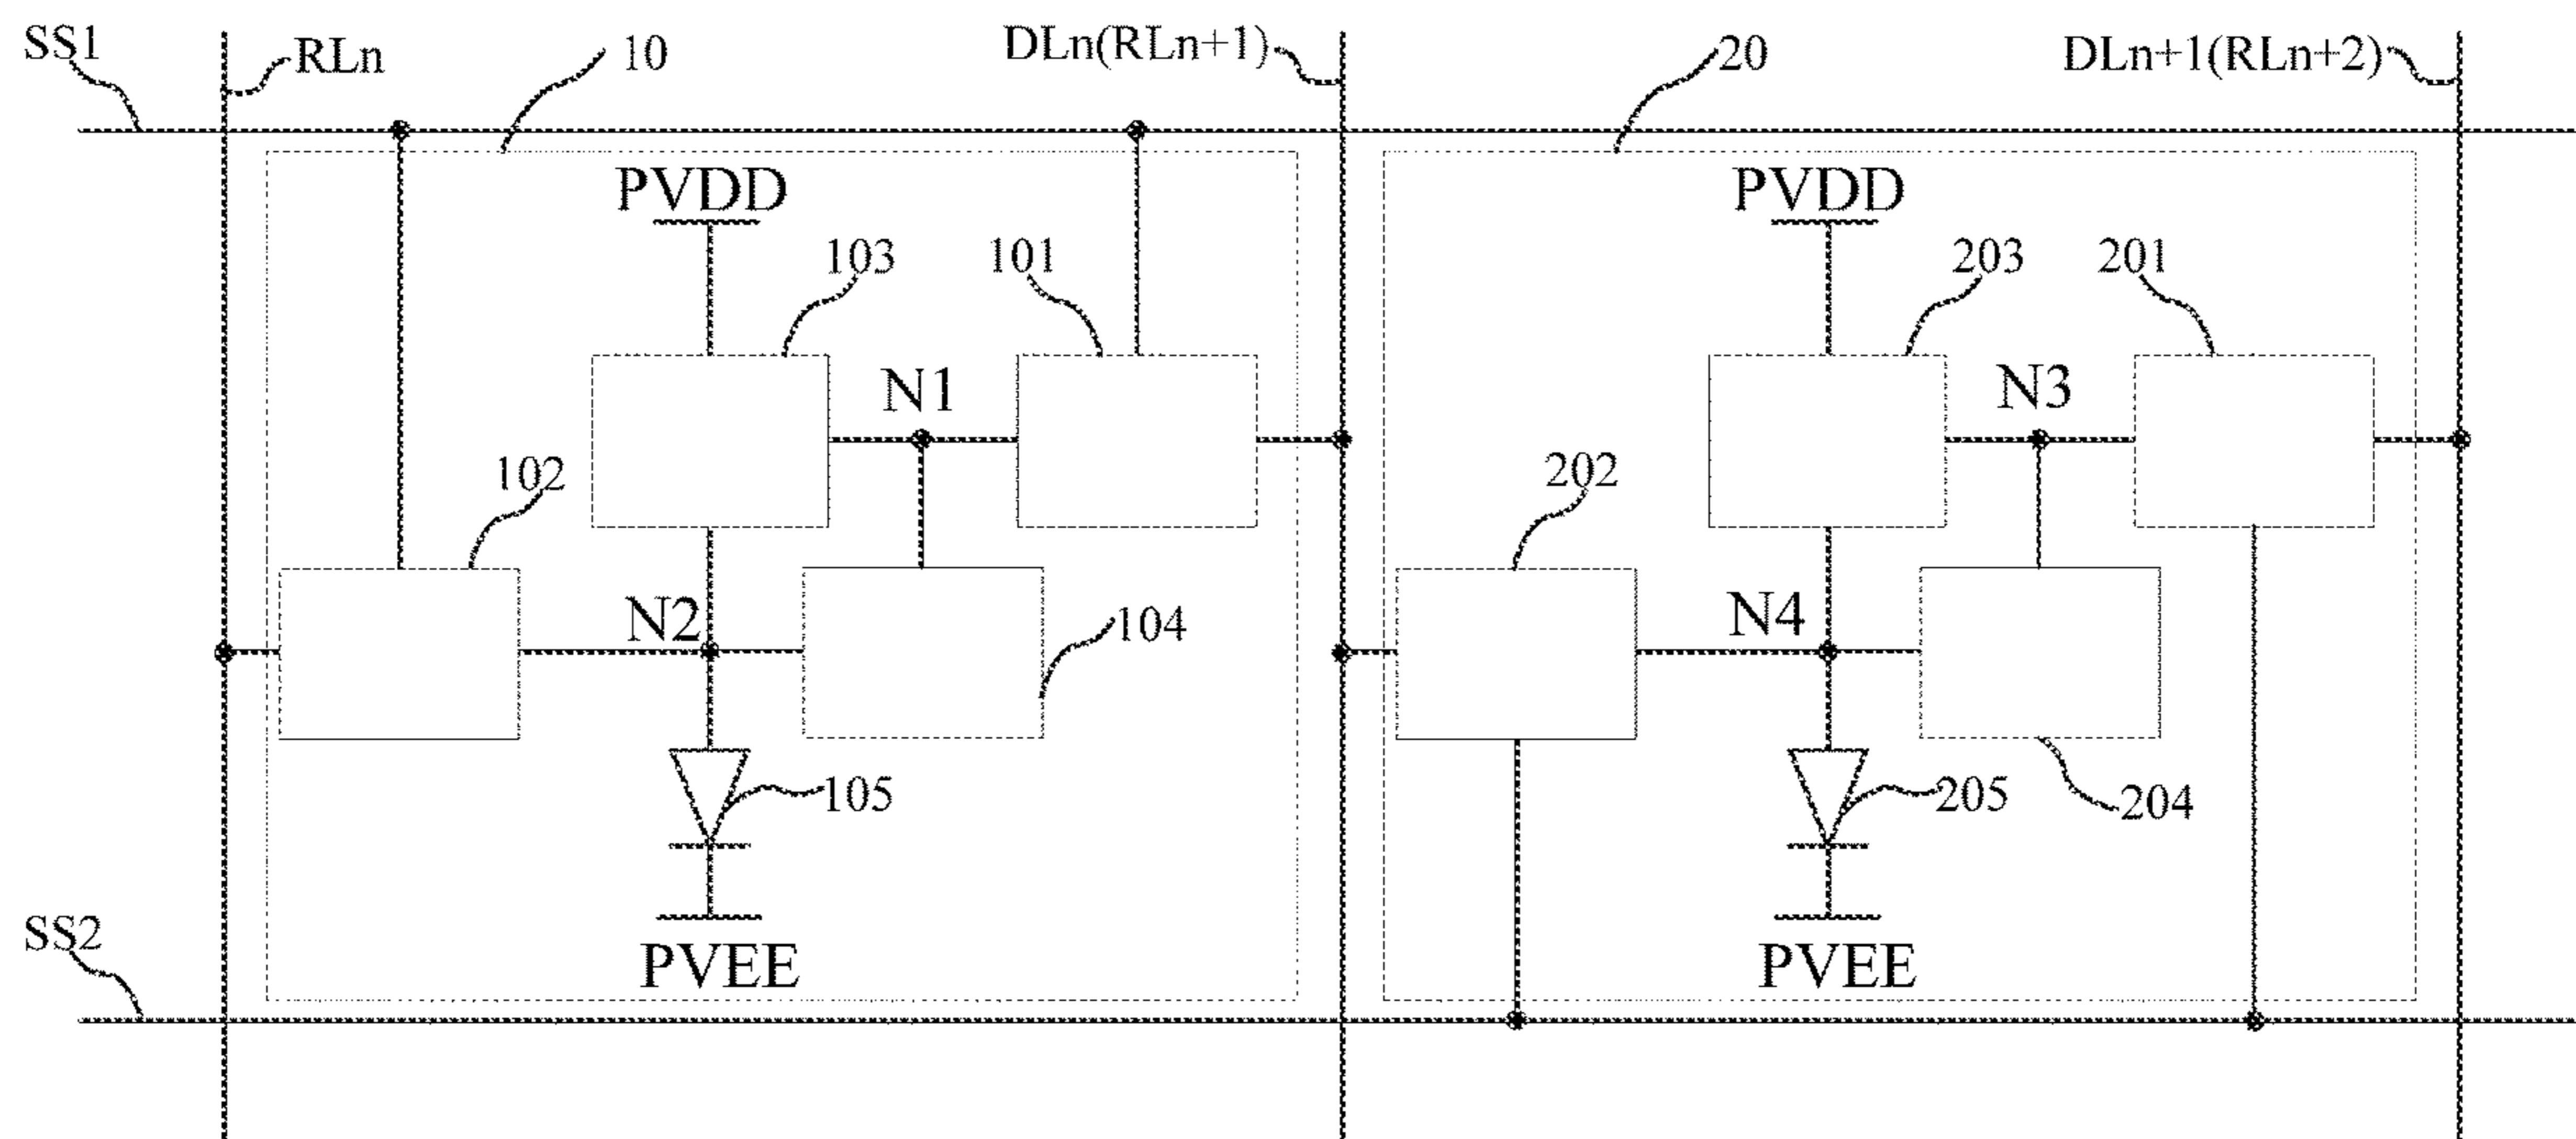 SS1
RLn
10
DLn(RLn+1)
20
DLn+1(RLn+2)
PVDD
PVDD
103
101
203
201
N1
N3
102
202
N2
104
N4
105
205
204
SS2
PVEE
PVEE